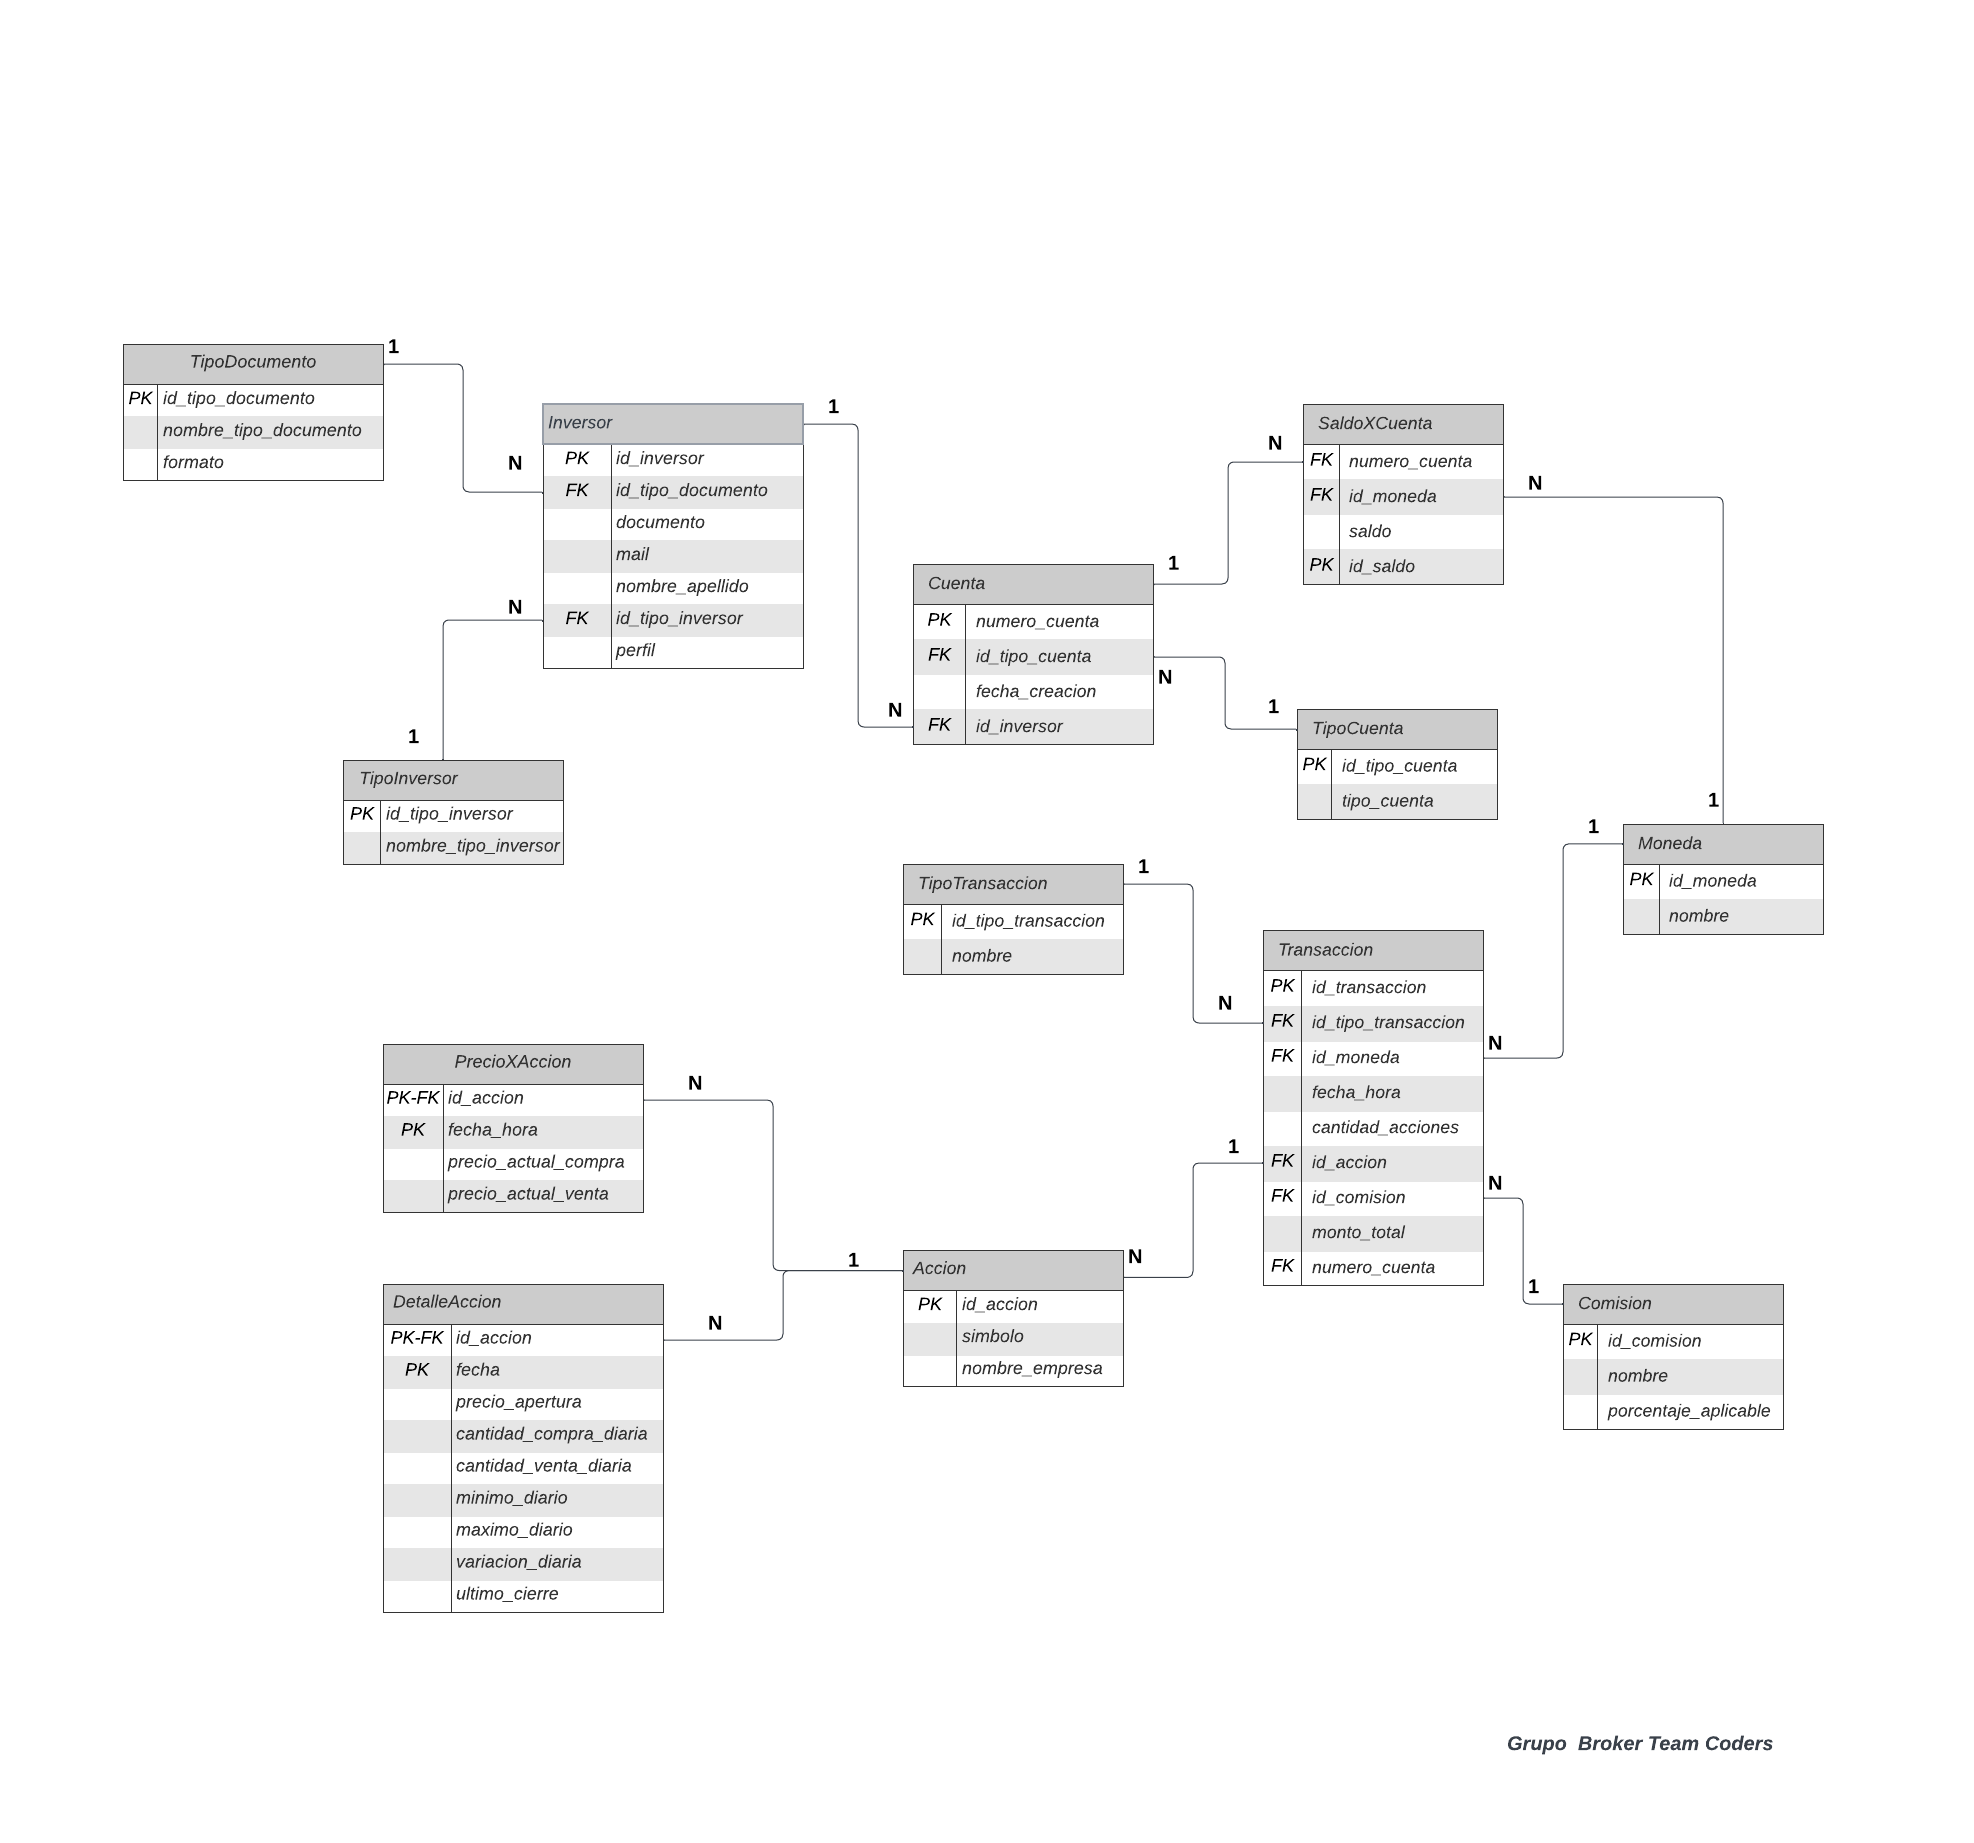 TipoDocumento
PK id_tipo_documento
nombre_tipo_documento
formato
1
N
Inversor
PK id_inversor
FK id_tipo_documento
documento
mail
nombre_apellido
FK id_tipo_inversor
perfil
1
N
N
1
TipoInversor
PK id_tipo_inversor
nombre_tipo_inversor
Cuenta
PK numero_cuenta
FK id_tipo_cuenta
fecha_creacion
FK id_inversor
1
N
SaldoXCuenta
FK numero_cuenta
FK id_moneda
saldo
PK id_saldo
N
1
N
1
TipoCuenta
PK id_tipo_cuenta
tipo_cuenta
Moneda
PK id_moneda
nombre
1
N
TipoTransaccion
PK id_tipo_transaccion
nombre
1
N
Transaccion
PK id_transaccion
FK id_tipo_transaccion
FK id_moneda
fecha_hora
cantidad_acciones
FK id_accion
FK id_comision
monto_total
FK numero_cuenta
1
N
N
1
PrecioXAccion
PK-FK id_accion
PK fecha_hora
precio_actual_compra
precio_actual_venta
N
1
N
Accion
PK id_accion
simbolo
nombre_empresa
DetalleAccion
PK-FK id_accion
PK fecha
precio_apertura
cantidad_compra_diaria
cantidad_venta_diaria
minimo_diario
maximo_diario
variacion_diaria
ultimo_cierre
Comision
PK id_comision
nombre
porcentaje_aplicable
Grupo Broker Team Coders